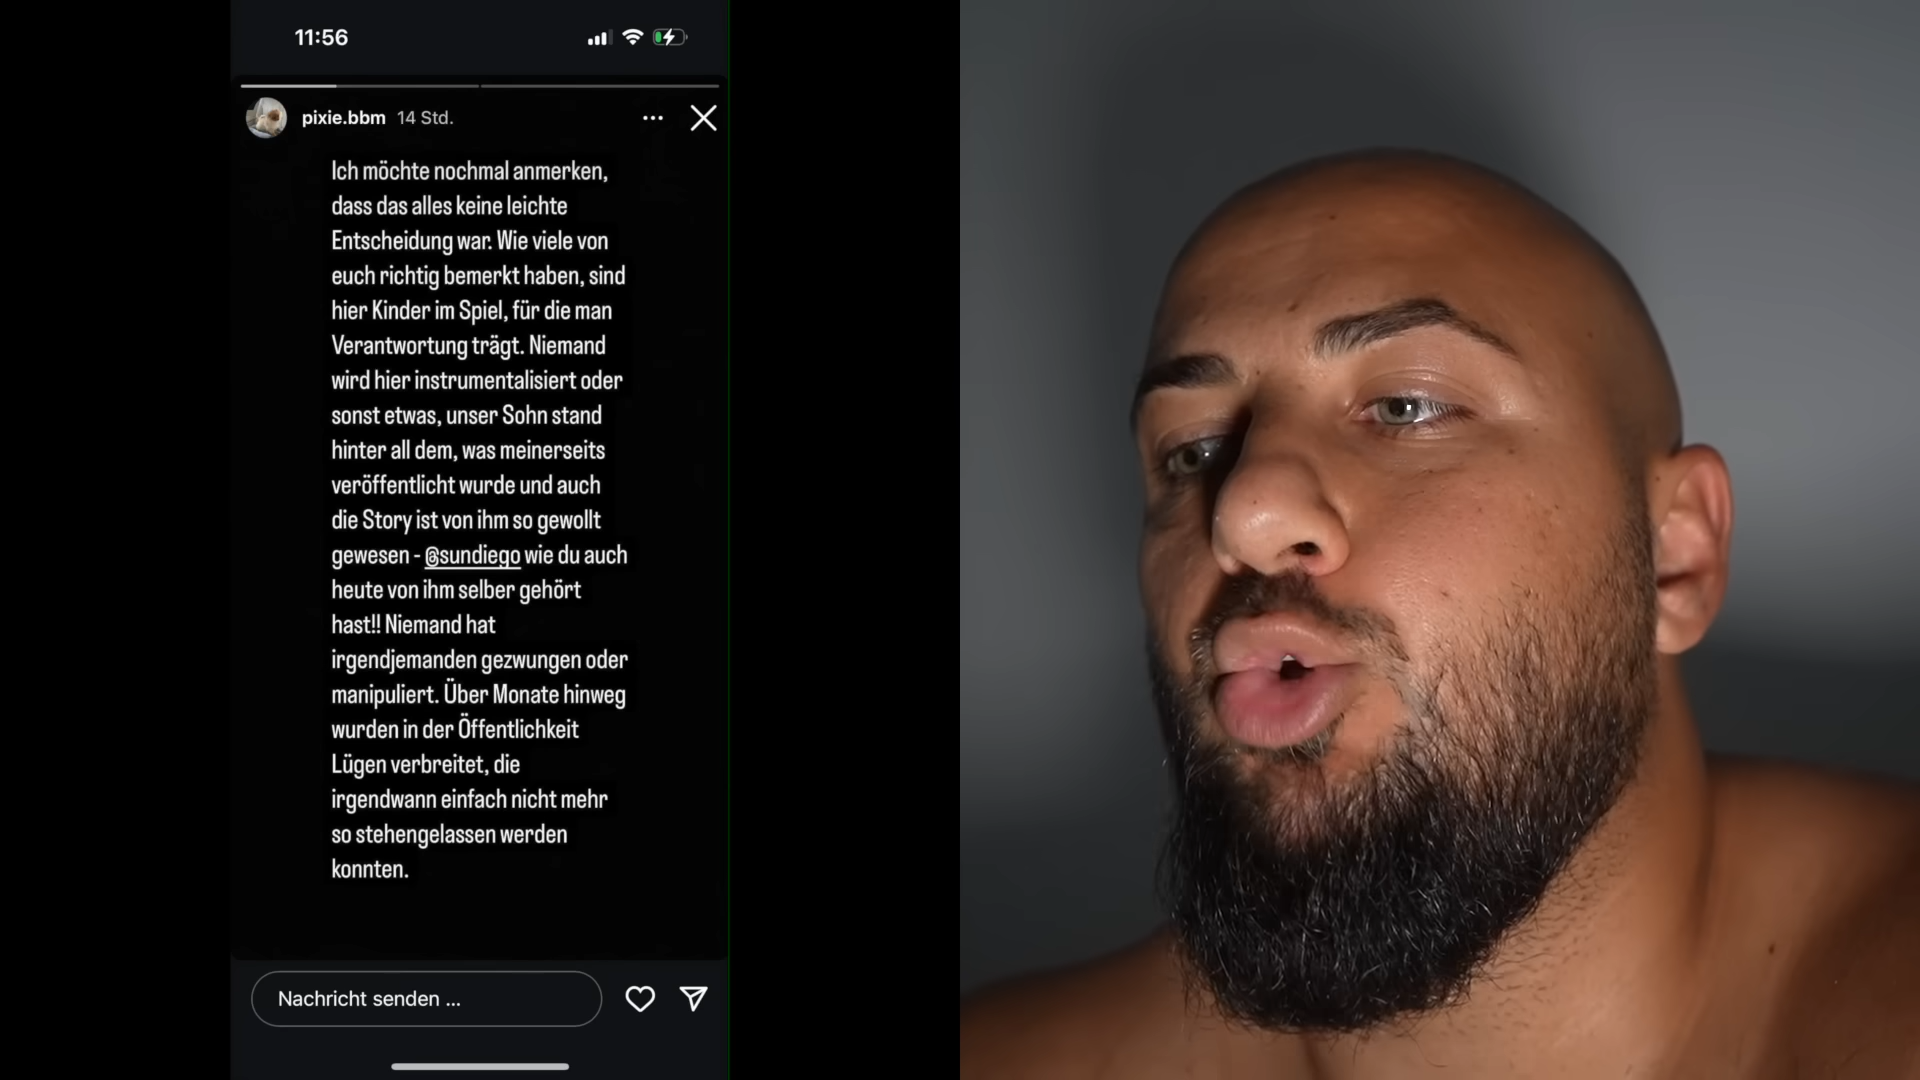 11:56
pixie.bbm 14 Std.
Ich möchte nochmal anmerken,
dass das alles keine leichte
Entscheidung war. Wie viele von
euch richtig bemerkt haben, sind
hier Kinder im Spiel, für die man
Verantwortung trägt. Niemand
wird hier instrumentalisiert oder
sonst etwas, unser Sohn stand
hinter all dem, was meinerseits
veröffentlicht wurde und auch
die Story ist von ihm so gewollt
gewesen - @sundiego wie du auch
heute von ihm selber gehört
hast!! Niemand hat
irgendjemanden gezwungen oder
manipuliert. Über Monate hinweg
wurden in der Öffentlichkeit
Lügen verbreitet, die
irgendwann einfach nicht mehr
so stehengelassen werden
konnten.
Nachricht senden ...